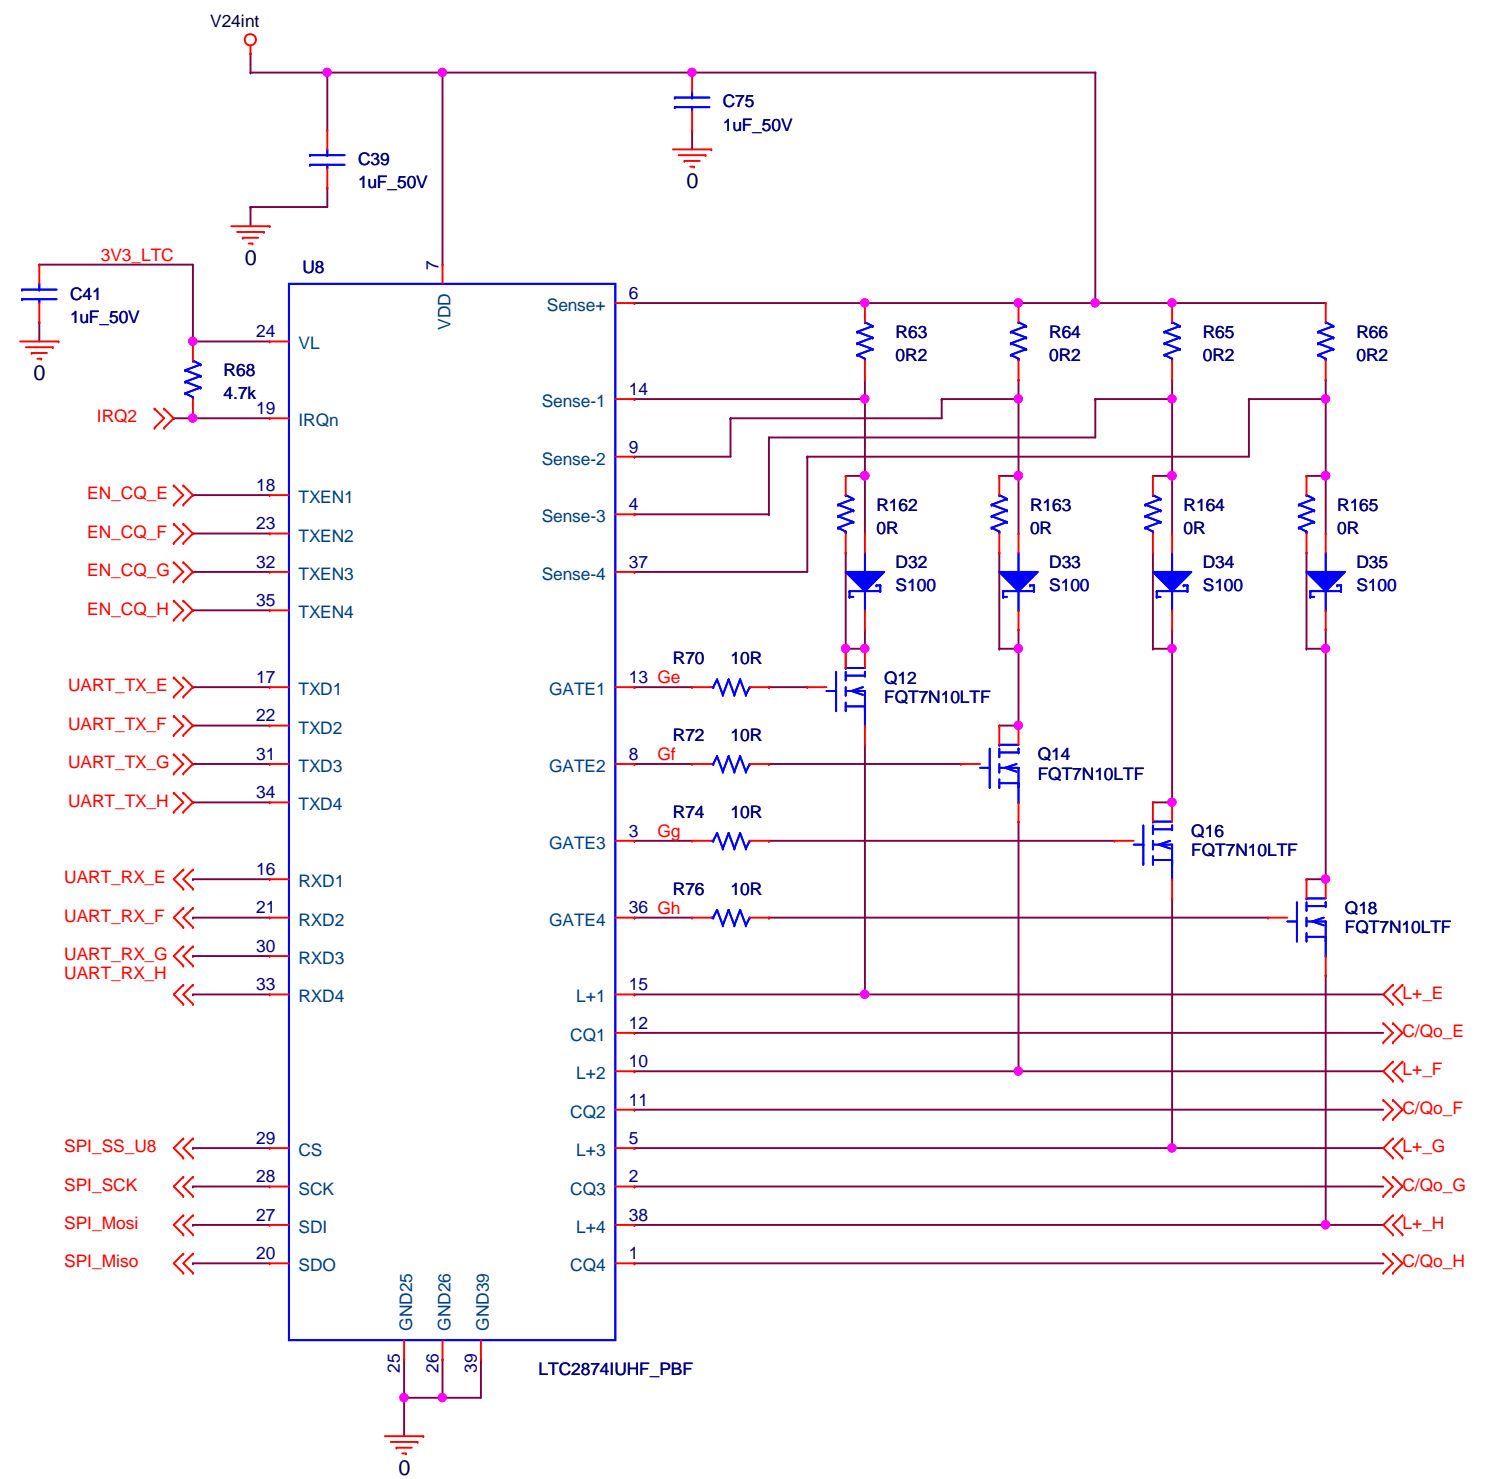 V24int
C75
1uF_50V
0
C39
1uF_50V
0
3V3_LTC
C41
1uF_50V
0
R68
4.7k
IRQ2
U8
7
VDD
24 VL
19 IRQn
EN_CQ_E 18 TXEN1
EN_CQ_F 23 TXEN2
EN_CQ_G 32 TXEN3
EN_CQ_H 35 TXEN4
UART_TX_E 17 TXD1
UART_TX_F 22 TXD2
UART_TX_G 31 TXD3
UART_TX_H 34 TXD4
UART_RX_E 16 RXD1
UART_RX_F 21 RXD2
UART_RX_G 30 RXD3
UART_RX_H 33 RXD4
SPI_SS_U8 29 CS
SPI_SCK 28 SCK
SPI_Mosi 27 SDI
SPI_Miso 20 SDO
GND25 GND26 GND39
25 26 39
0
LTC2874IUHF_PBF
Sense+ 6
Sense-1 14
Sense-2 9
Sense-3 4
Sense-4 37
R63
0R2
R64
0R2
R65
0R2
R66
0R2
R162
0R
R163
0R
R164
0R
R165
0R
D32
S100
D33
S100
D34
S100
D35
S100
R70 10R
GATE1 13 Ge
Q12
FQT7N10LTF
R72 10R
GATE2 8 Gf
Q14
FQT7N10LTF
R74 10R
GATE3 3 Gg
Q16
FQT7N10LTF
R76 10R
GATE4 36 Gh
Q18
FQT7N10LTF
L+1 15 L+_E
CQ1 12 C/Qo_E
L+2 10 L+_F
CQ2 11 C/Qo_F
L+3 5 L+_G
CQ3 2 C/Qo_G
L+4 38 L+_H
CQ4 1 C/Qo_H